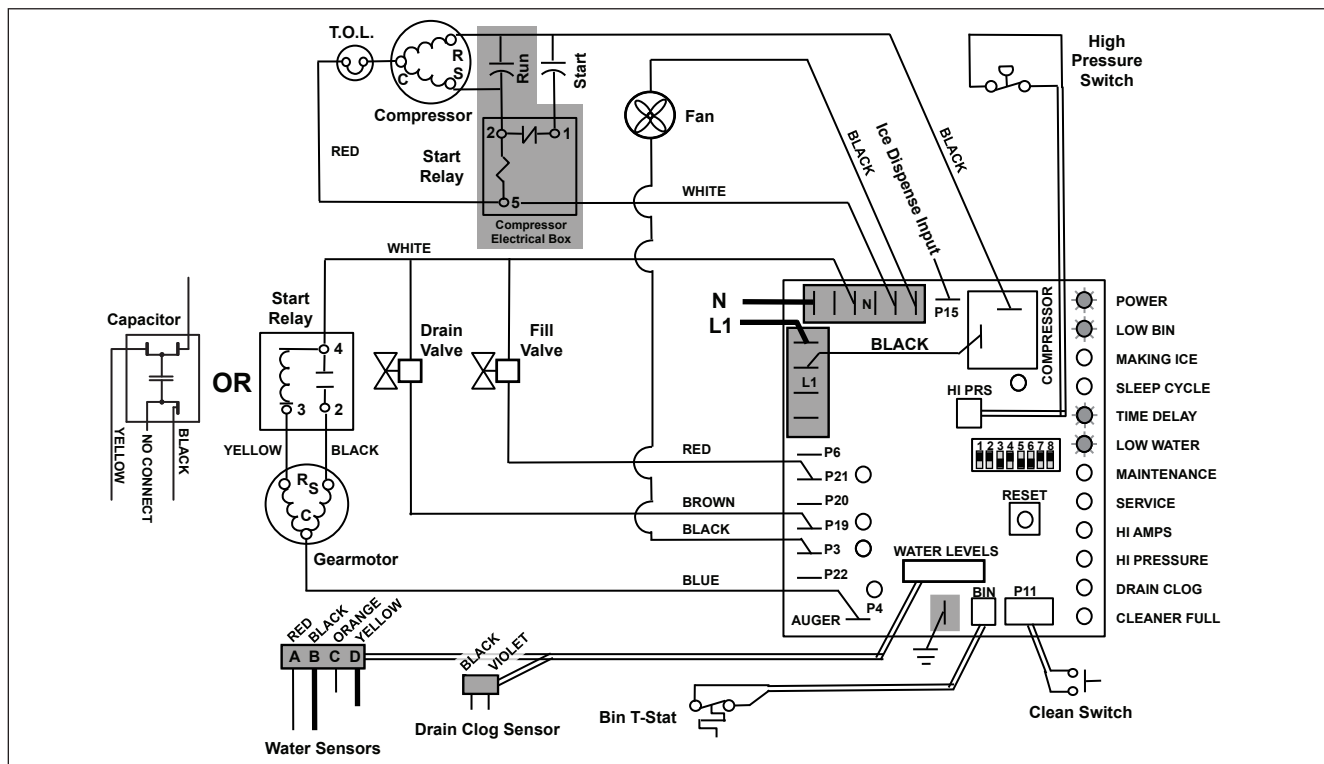 T.O.L.
R
S
C
Compressor
Run
Start
High
Pressure
Switch
Fan
2
1
Start
Relay
5
Compressor
Electrical Box
RED
WHITE
BLACK
Ice Dispense Input
BLACK
WHITE
Capacitor
YELLOW
NO CONNECT
BLACK
OR
Start
Relay
4
3
2
YELLOW
BLACK
R
S
C
Gearmotor
Drain
Valve
Fill
Valve
N
L1
N
P15
L1
BLACK
COMPRESSOR
HI PRS
1 2 3 4 5 6 7 8
RESET
RED
BROWN
BLACK
BLUE
P6
P21
P20
P19
P3
P22
P4
AUGER
WATER LEVELS
BIN
P11
POWER
LOW BIN
MAKING ICE
SLEEP CYCLE
TIME DELAY
LOW WATER
MAINTENANCE
SERVICE
HI AMPS
HI PRESSURE
DRAIN CLOG
CLEANER FULL
RED
BLACK
ORANGE
YELLOW
A B C D
Water Sensors
BLACK
VIOLET
Drain Clog Sensor
Bin T-Stat
Clean Switch